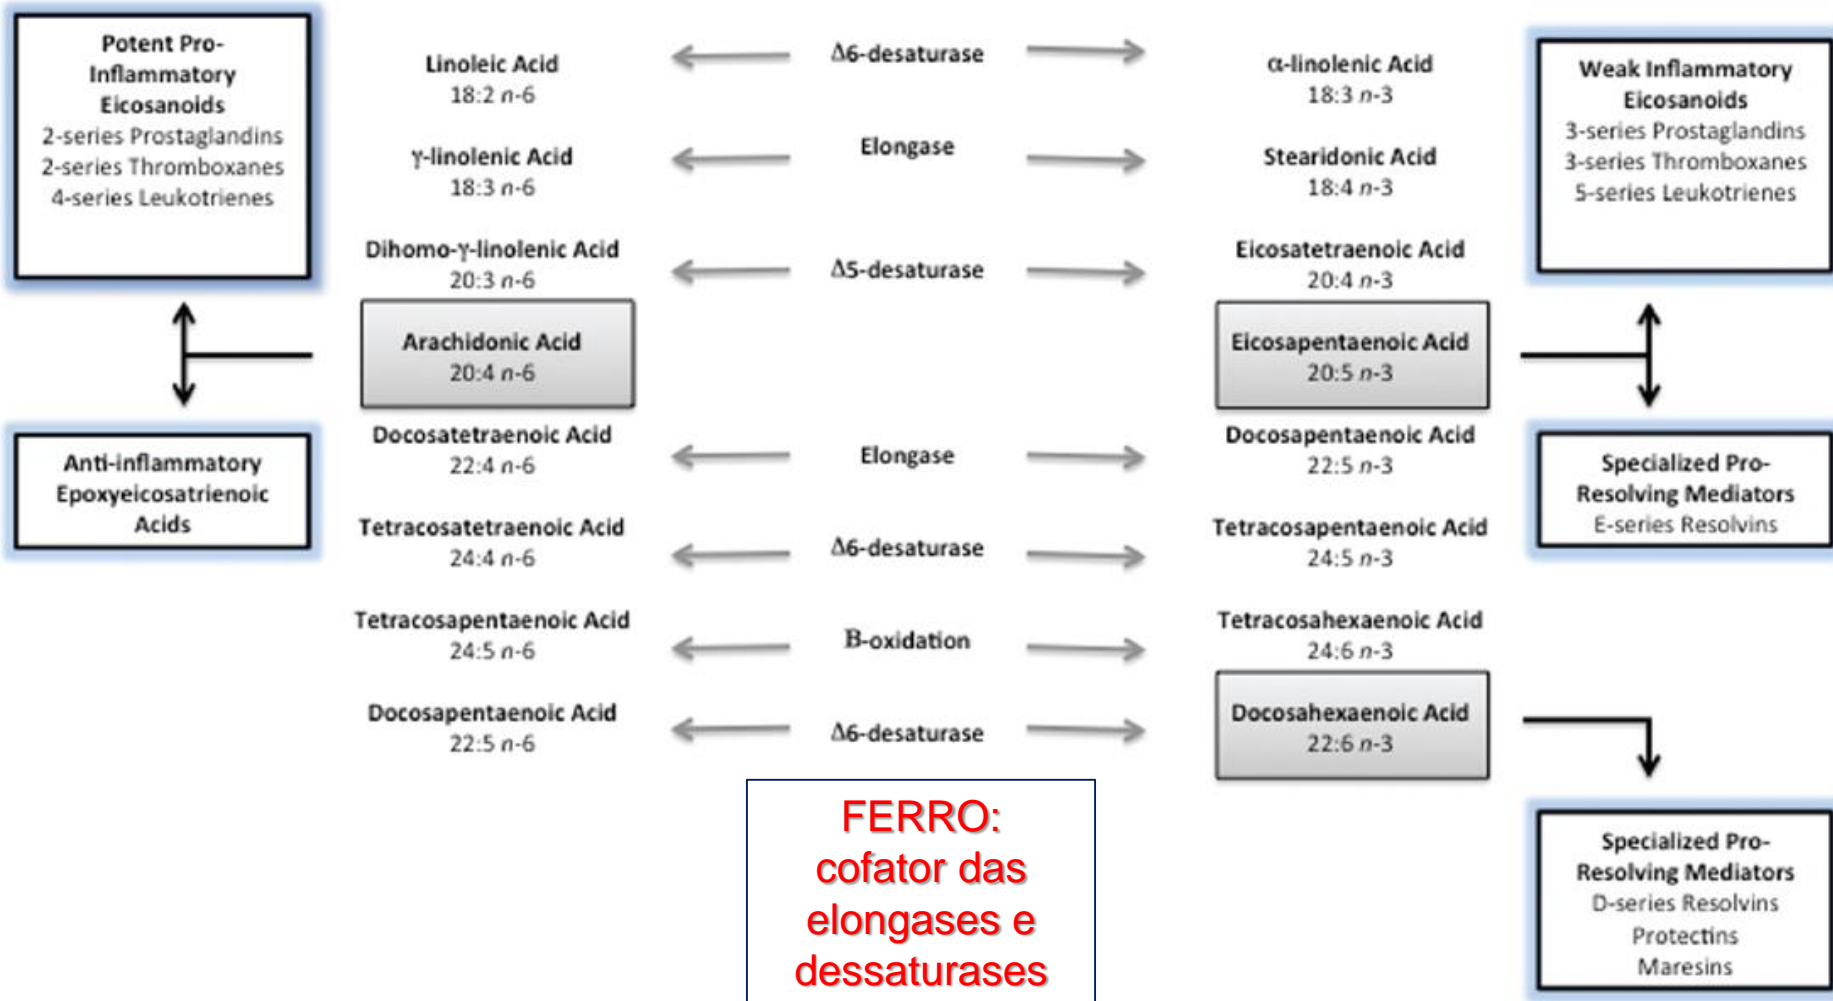 Potent Pro-
Inflammatory
Eicosanoids
2-series Prostaglandins
2-series Thromboxanes
4-series Leukotrienes
Anti-inflammatory
Epoxyeicosatrienoic
Acids
Linoleic Acid
18:2 n-6
γ-linolenic Acid
18:3 n-6
Dihomo-γ-linolenic Acid
20:3 n-6
Arachidonic Acid
20:4 n-6
Docosatetraenoic Acid
22:4 n-6
Tetracosatetraenoic Acid
24:4 n-6
Tetracosapentaenoic Acid
24:5 n-6
Docosapentaenoic Acid
22:5 n-6
Δ6-desaturase
Elongase
Δ5-desaturase
Elongase
Δ6-desaturase
B-oxidation
Δ6-desaturase
FERRO:
cofator das
elongases e
dessaturases
α-linolenic Acid
18:3 n-3
Stearidonic Acid
18:4 n-3
Eicosatetraenoic Acid
20:4 n-3
Eicosapentaenoic Acid
20:5 n-3
Docosapentaenoic Acid
22:5 n-3
Tetracosapentaenoic Acid
24:5 n-3
Tetracosahexaenoic Acid
24:6 n-3
Docosahexaenoic Acid
22:6 n-3
Weak Inflammatory
Eicosanoids
3-series Prostaglandins
3-series Thromboxanes
5-series Leukotrienes
Specialized Pro-
Resolving Mediators
E-series Resolvins
Specialized Pro-
Resolving Mediators
D-series Resolvins
Protectins
Maresins